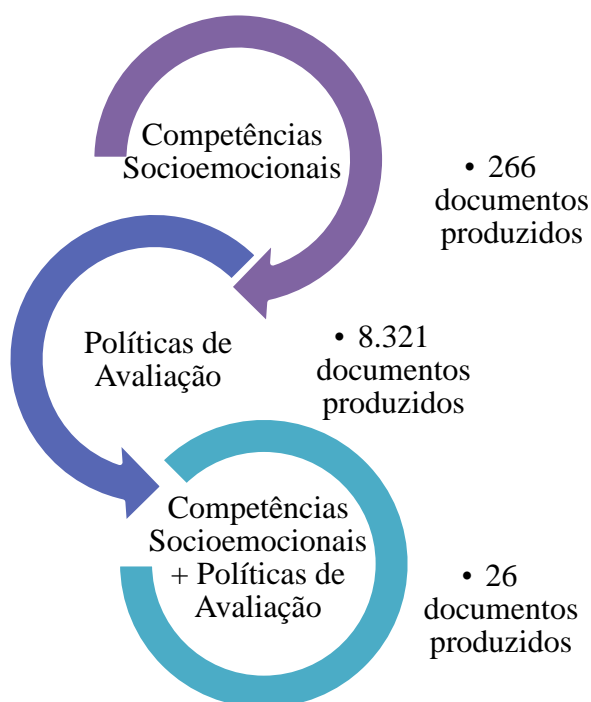 Competências
Socioemocionais
• 266
documentos
produzidos
Políticas de
Avaliação
• 8.321
documentos
produzidos
Competências
Socioemocionais
+ Políticas de
Avaliação
• 26
documentos
produzidos